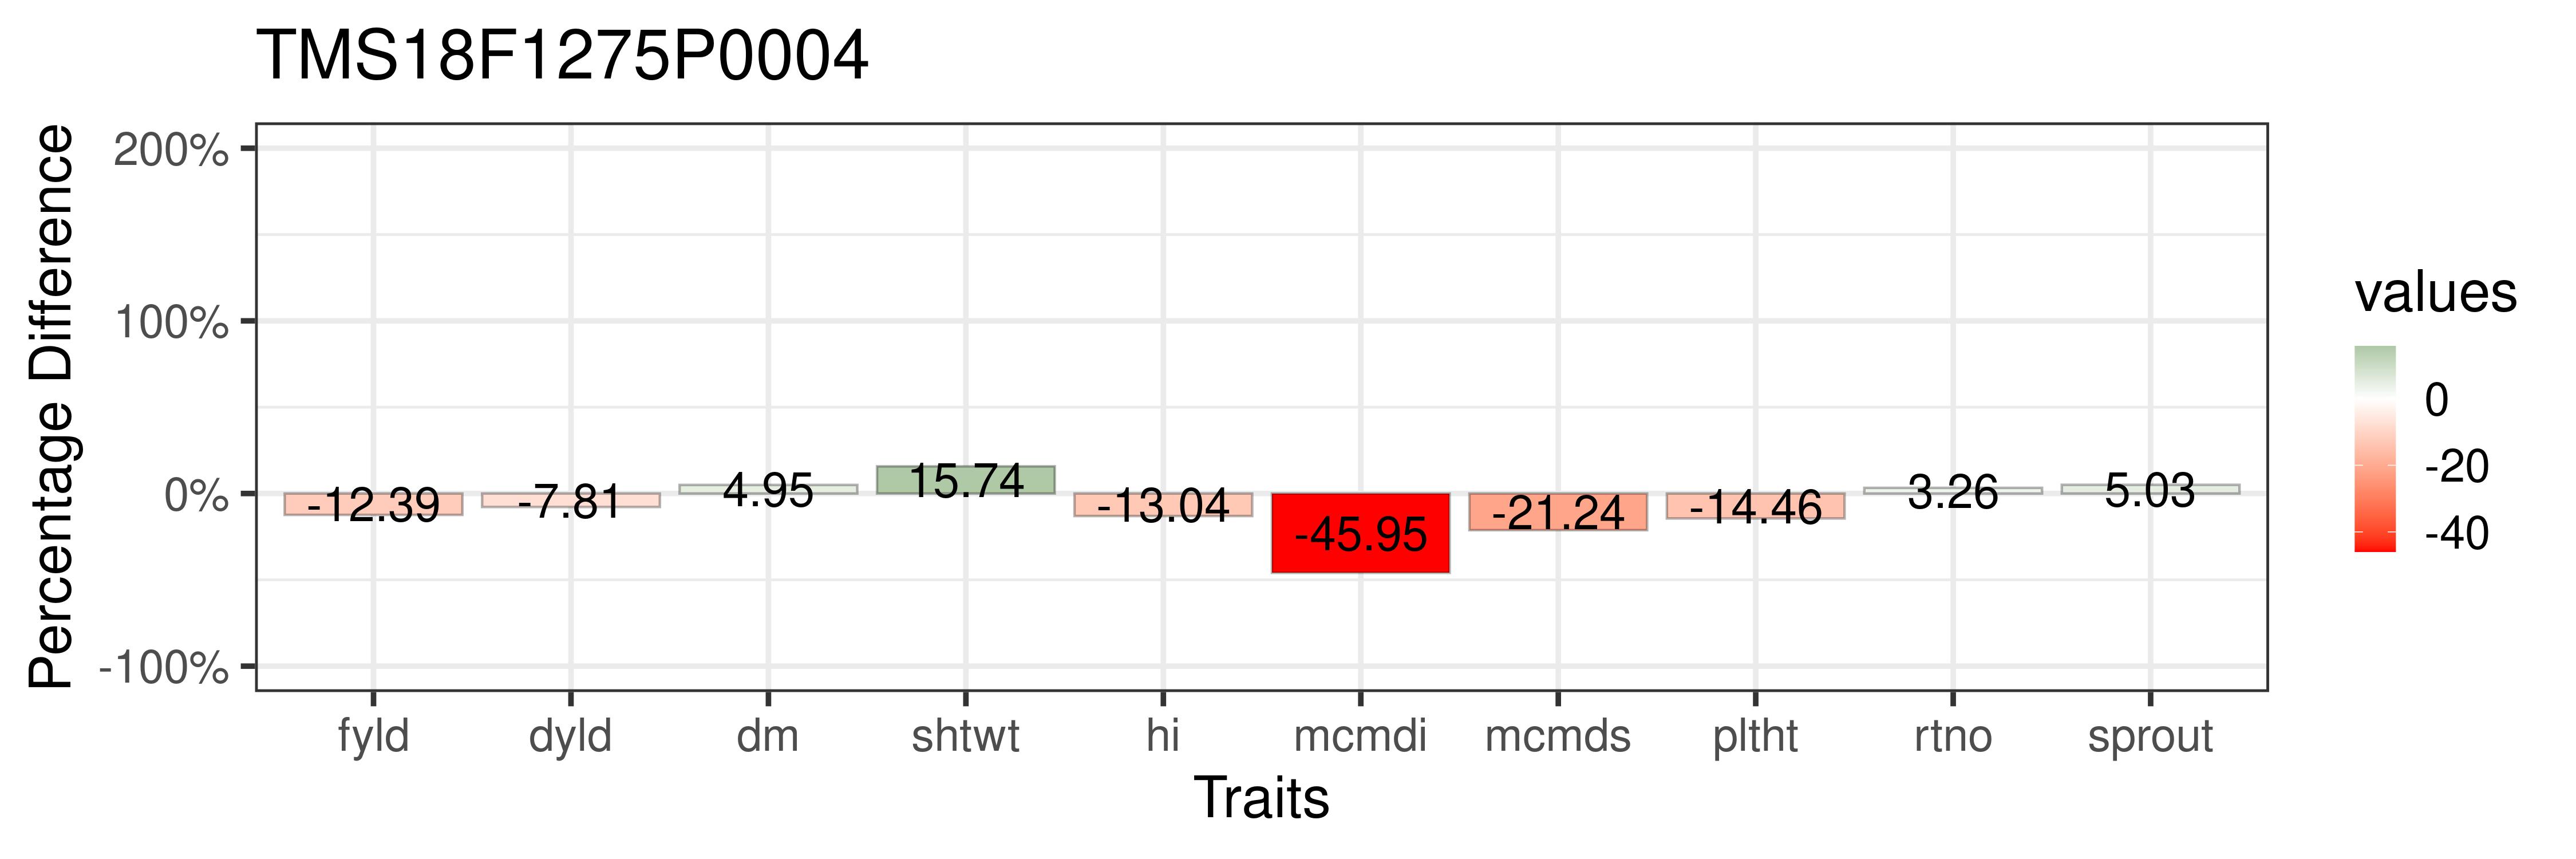 TMS18F1275P0004
Percentage Difference
200%
100%
0%
-100%
-12.39 -7.81 4.95 15.74 -13.04 -45.95 -21.24 -14.46 3.26 5.03
fyld dyld dm shtwt hi mcmdi mcmds pltht rtno sprout
Traits
values
0
-20
-40